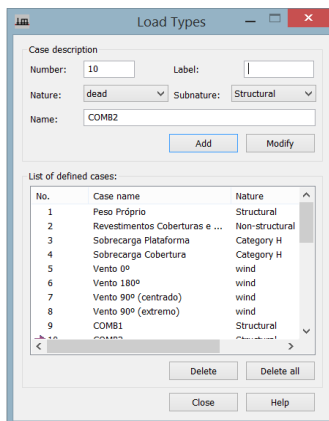 Load Types
Case description
Number: 10 Label:
Nature: dead Subnature: Structural
Name: COMB2
Add Modify
List of defined cases:
No. Case name Nature
1 Peso Próprio Structural
2 Revestimentos Coberturas e ... Non-structural
3 Sobrecarga Plataforma Category H
4 Sobrecarga Cobertura Category H
5 Vento 0º wind
6 Vento 180º wind
7 Vento 90º (centrado) wind
8 Vento 90º (extremo) wind
9 COMB1 Structural
10 COMB2 Structural
Delete Delete all
Close Help